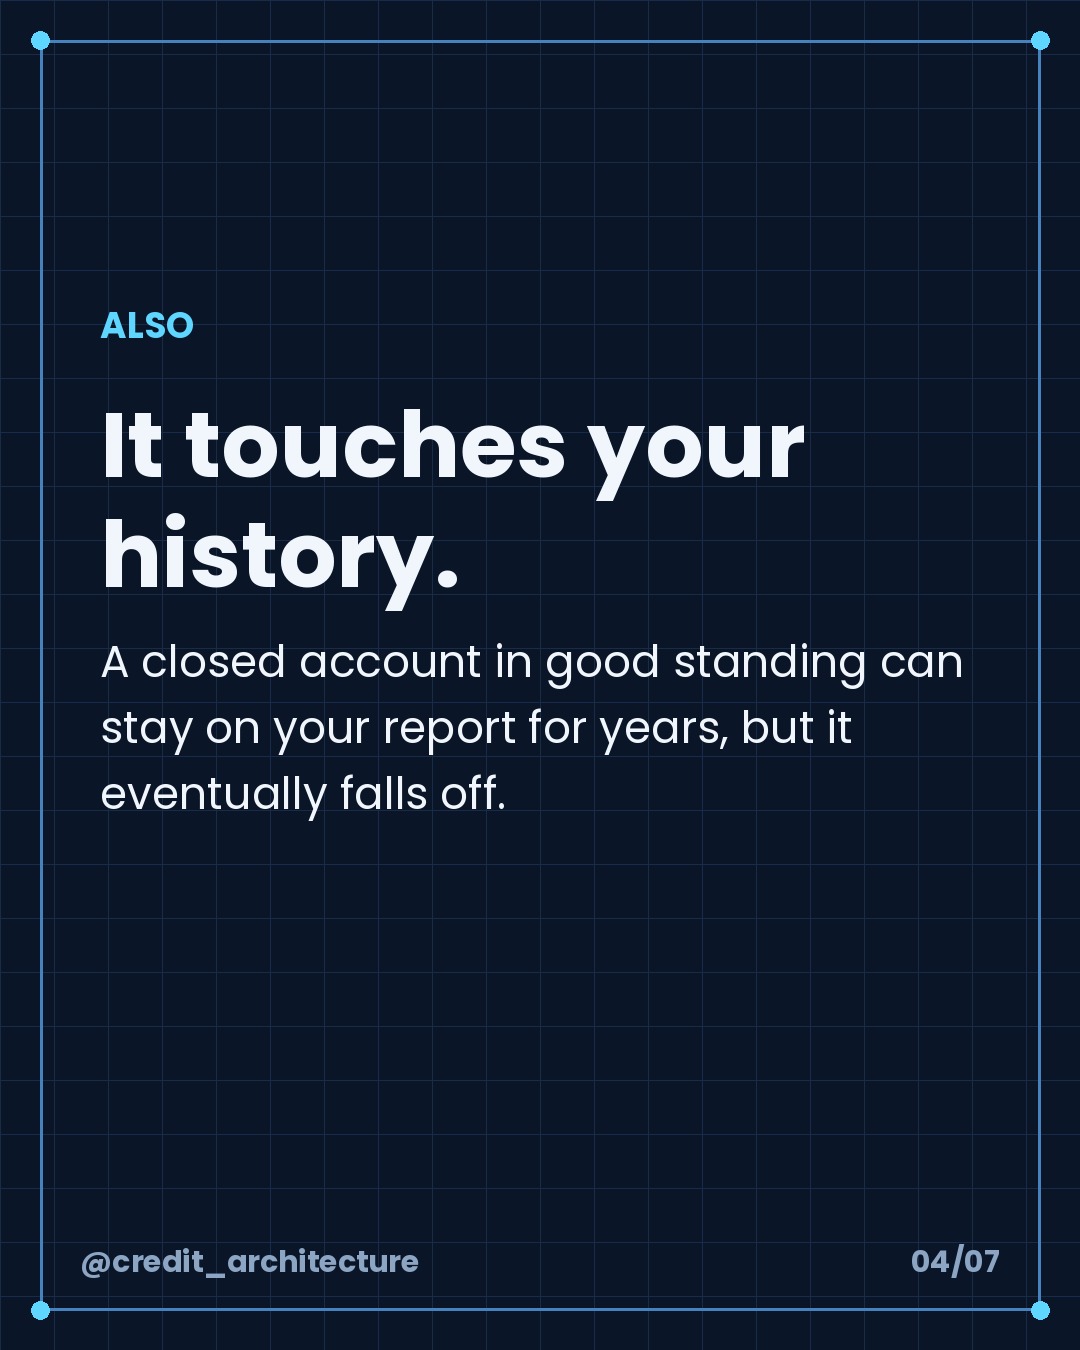 ALSO
It touches your
history.
A closed account in good standing can
stay on your report for years, but it
eventually falls off.
@credit_architecture
04/07